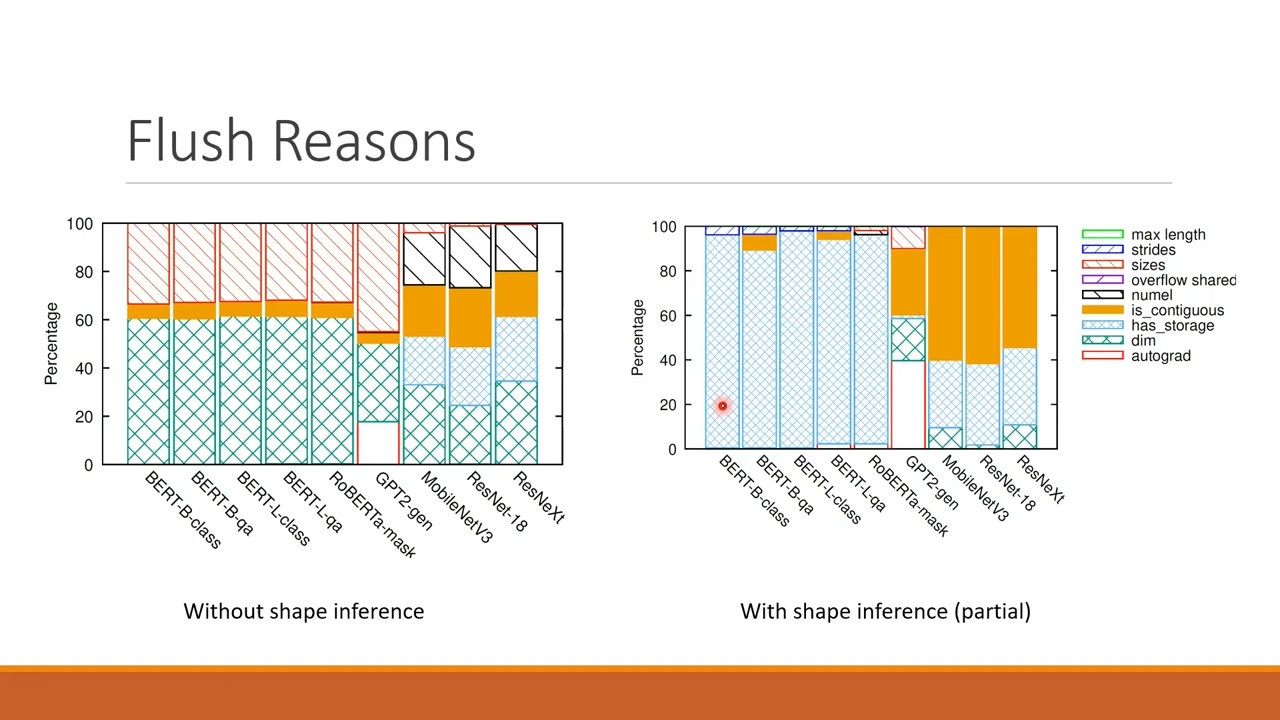 Flush Reasons
100
80
60
40
20
0
Percentage
BERT-B-class
BERT-B-qa
BERT-L-class
BERT-L-qa
RoBERTa-mask
GPT2-gen
MobileNetV3
ResNet-18
ResNeXt
Without shape inference
100
80
60
40
20
0
Percentage
BERT-B-class
BERT-B-qa
BERT-L-class
BERT-L-qa
RoBERTa-mask
GPT2-gen
MobileNetV3
ResNet-18
ResNeXt
With shape inference (partial)
max length
strides
sizes
overflow shared
numel
is_contiguous
has_storage
dim
autograd